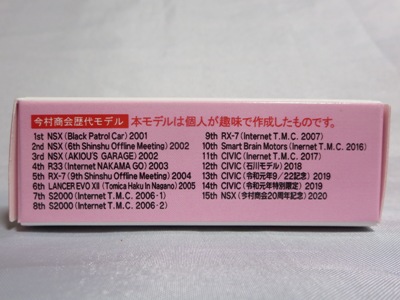 今村商会歴代モデル 本モデルは個人が趣味で作成したものです。
1st NSX (Black Patrol Car) 2001
2nd NSX (6th Shinshu Offline Meeting) 2002
3rd NSX (AKIOU'S GARAGE) 2002
4th R33 (Internet NAKAMA GO) 2003
5th RX-7 (9th Shinshu Offline Meeting) 2004
6th LANCER EVO XII (Tomica Haku In Nagano) 2005
7th S2000 (Internet T.M.C. 2006-1)
8th S2000 (Internet T.M.C. 2006-2)
9th RX-7 (Internet T.M.C. 2007)
10th Smart Brain Motors (Inernet T.M.C. 2016)
11th CIVIC (Internet T.M.C. 2017)
12th CIVIC (石川モデル) 2018
13th CIVIC (令和元年9/22記念) 2019
14th CIVIC (令和元年特別限定) 2019
15th NSX (今村商会20周年記念) 2020